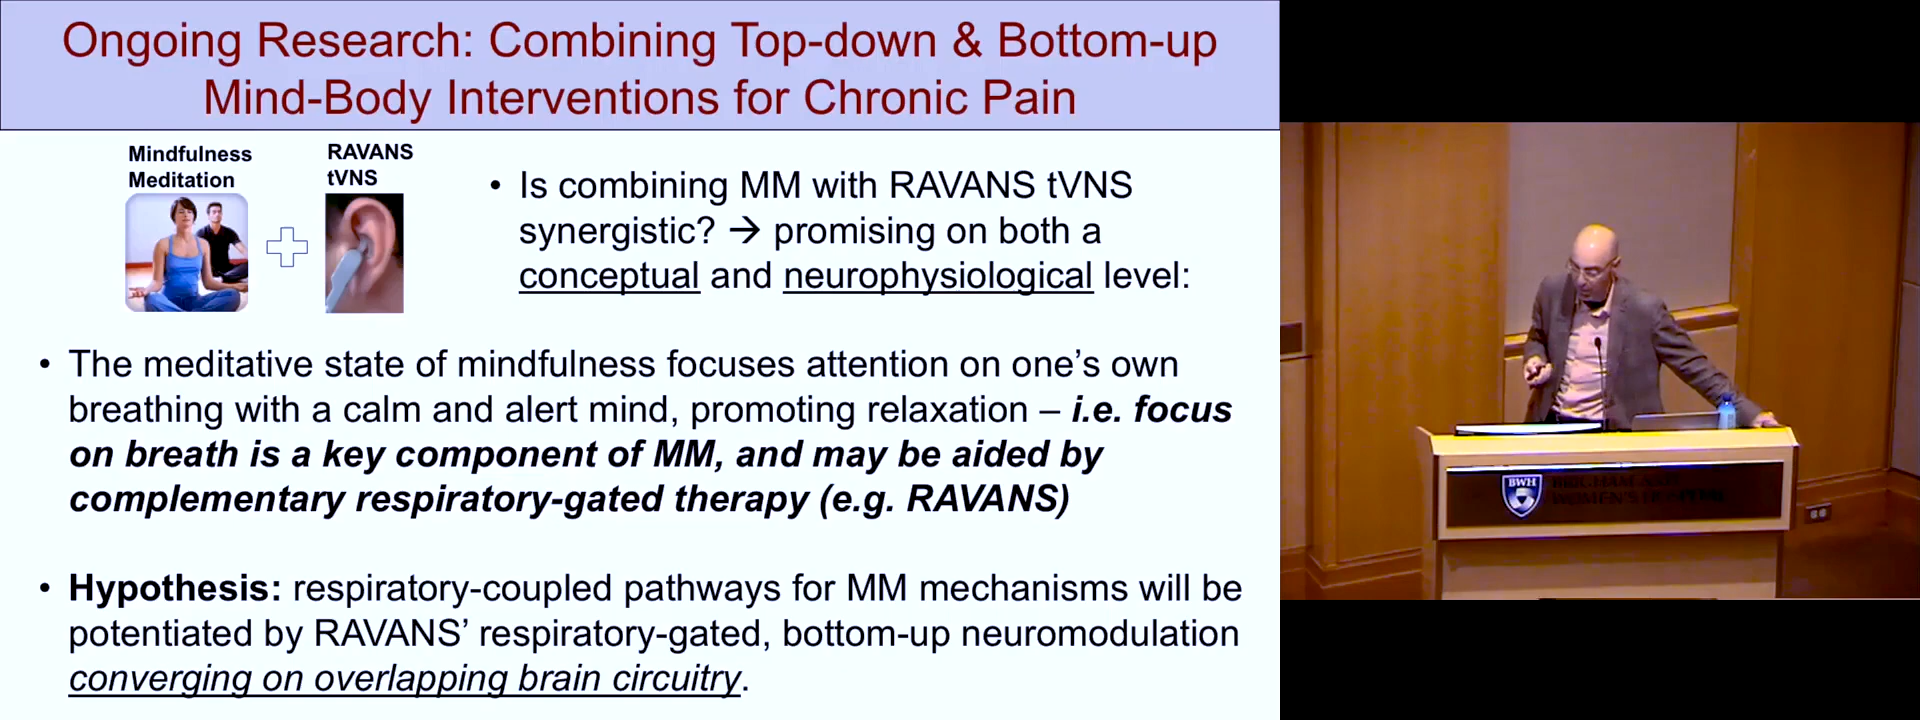 Ongoing Research: Combining Top-down & Bottom-up
Mind-Body Interventions for Chronic Pain
Mindfulness
Meditation
RAVANS
tVNS
• Is combining MM with RAVANS tVNS
synergistic? → promising on both a
conceptual and neurophysiological level:
• The meditative state of mindfulness focuses attention on one’s own
breathing with a calm and alert mind, promoting relaxation – i.e. focus
on breath is a key component of MM, and may be aided by
complementary respiratory-gated therapy (e.g. RAVANS)
• Hypothesis: respiratory-coupled pathways for MM mechanisms will be
potentiated by RAVANS’ respiratory-gated, bottom-up neuromodulation
converging on overlapping brain circuitry.
BWH